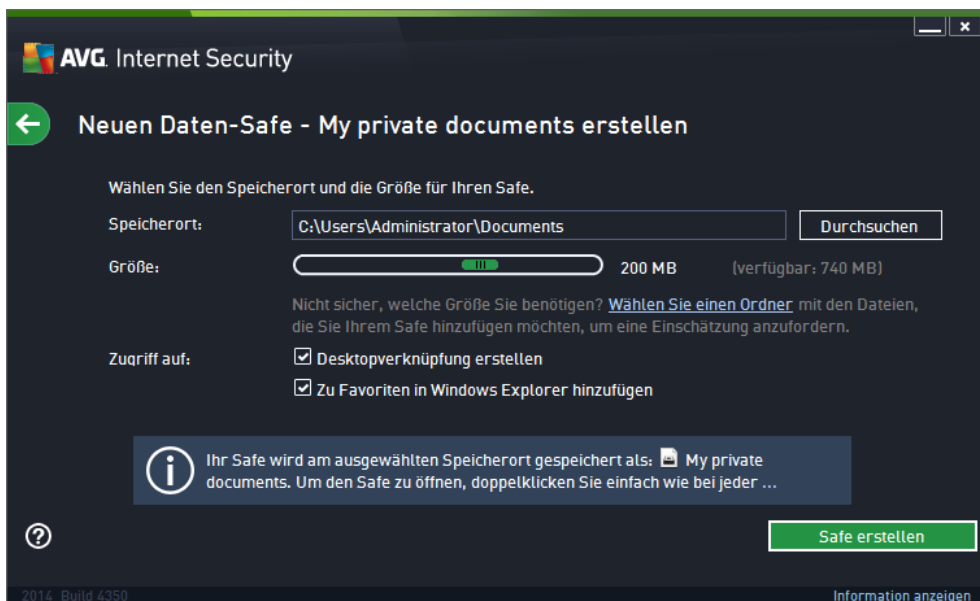 AVG. Internet Security
Neuen Daten-Safe - My private documents erstellen
Wählen Sie den Speicherort und die Größe für Ihren Safe.
Speicherort:
C:\Users\Administrator\Documents
Durchsuchen
Größe:
200 MB
(verfügbar: 740 MB)
Nicht sicher, welche Größe Sie benötigen? Wählen Sie einen Ordner mit den Dateien,
die Sie Ihrem Safe hinzufügen möchten, um eine Einschätzung anzufordern.
Zugriff auf:
Desktopverknüpfung erstellen
Zu Favoriten in Windows Explorer hinzufügen
Ihr Safe wird am ausgewählten Speicherort gespeichert als: My private
documents. Um den Safe zu öffnen, doppelklicken Sie einfach wie bei jeder ...
Safe erstellen
2014 Build 4350
Information anzeigen